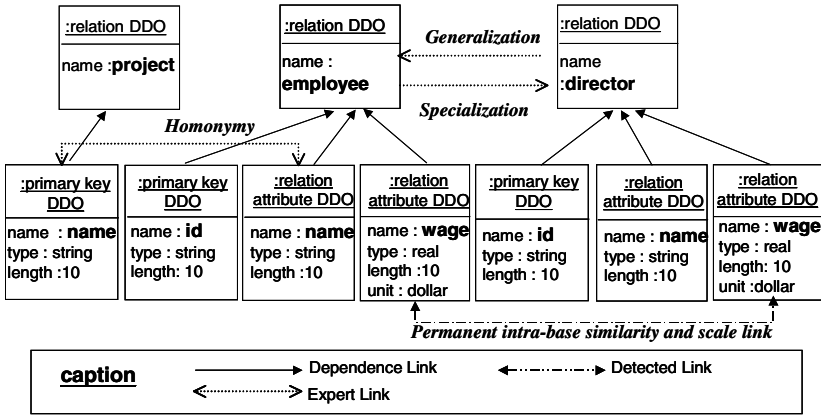 :relation DDO
name :project
:relation DDO
name :
employee
Generalization
Specialization
:relation DDO
name
:director
Homonymy
:primary key
DDO
name : name
type : string
length :10
:primary key
DDO
name : id
type : string
length: 10
:relation
attribute DDO
name : name
type : string
length :10
:relation
attribute DDO
name : wage
type : real
length :10
unit : dollar
:primary key
DDO
name : id
type : string
length : 10
:relation
attribute DDO
name : name
type : string
length :10
:relation
attribute DDO
name : wage
type : real
length: 10
unit :dollar
Permanent intra-base similarity and scale link
caption
Dependence Link
Detected Link
Expert Link